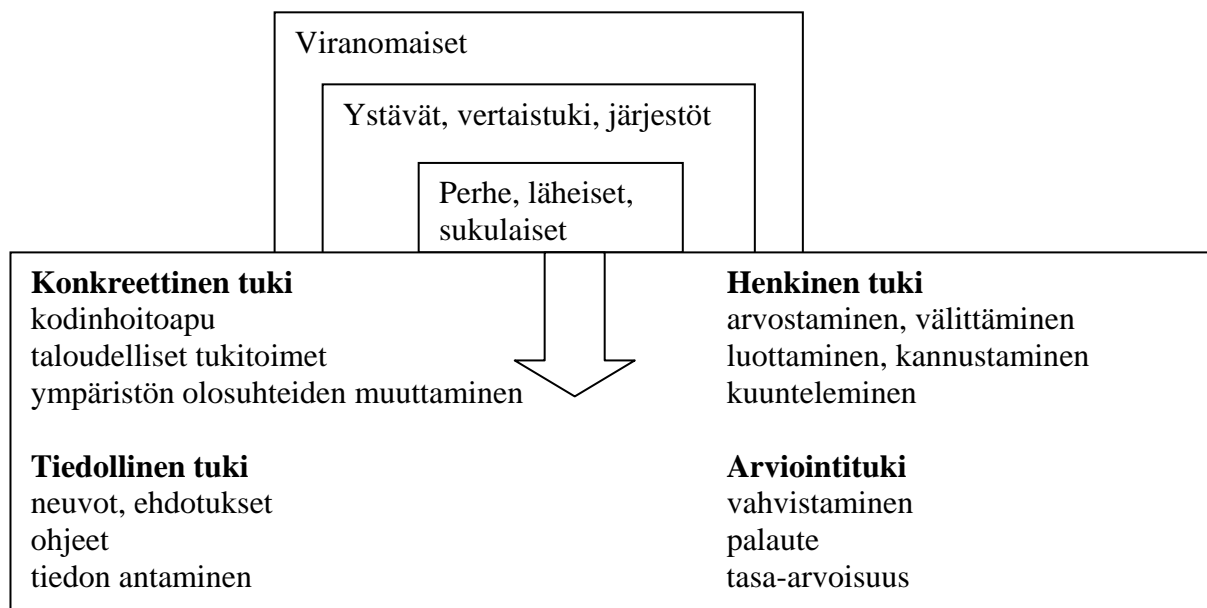 Viranomaiset
Ystävät, vertaistuki, järjestöt
Perhe, läheiset,
sukulaiset
Konkreettinen tuki
kodinhoitoapu
taloudelliset tukitoimet
ympäristön olosuhteiden muuttaminen
Henkinen tuki
arvostaminen, välittäminen
luottaminen, kannustaminen
kuunteleminen
Tiedollinen tuki
neuvot, ehdotukset
ohjeet
tiedon antaminen
Arviointituki
vahvistaminen
palaute
tasa-arvoisuus